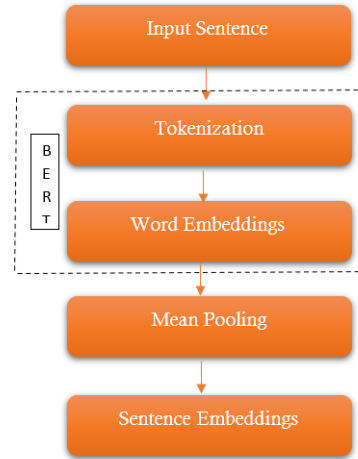 Input Sentence
Tokenization
B
E
R
T
Word Embeddings
Mean Pooling
Sentence Embeddings